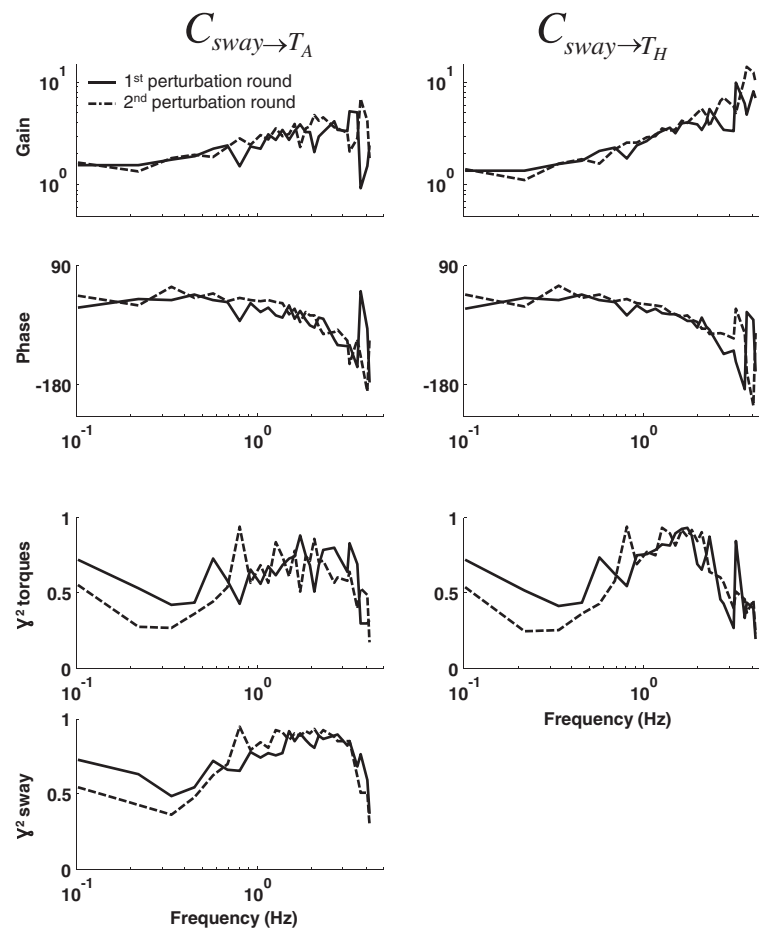 C sway→T_A
C sway→T_H
10^1
1st perturbation round
2nd perturbation round
Gain
10^0
10^1
10^0
90
Phase
-180
10^-1
10^0
90
-180
10^-1
10^0
1
γ² torques
0.5
0
10^-1
10^0
1
0.5
0
10^-1
10^0
Frequency (Hz)
1
γ² sway
0.5
0
10^-1
10^0
Frequency (Hz)